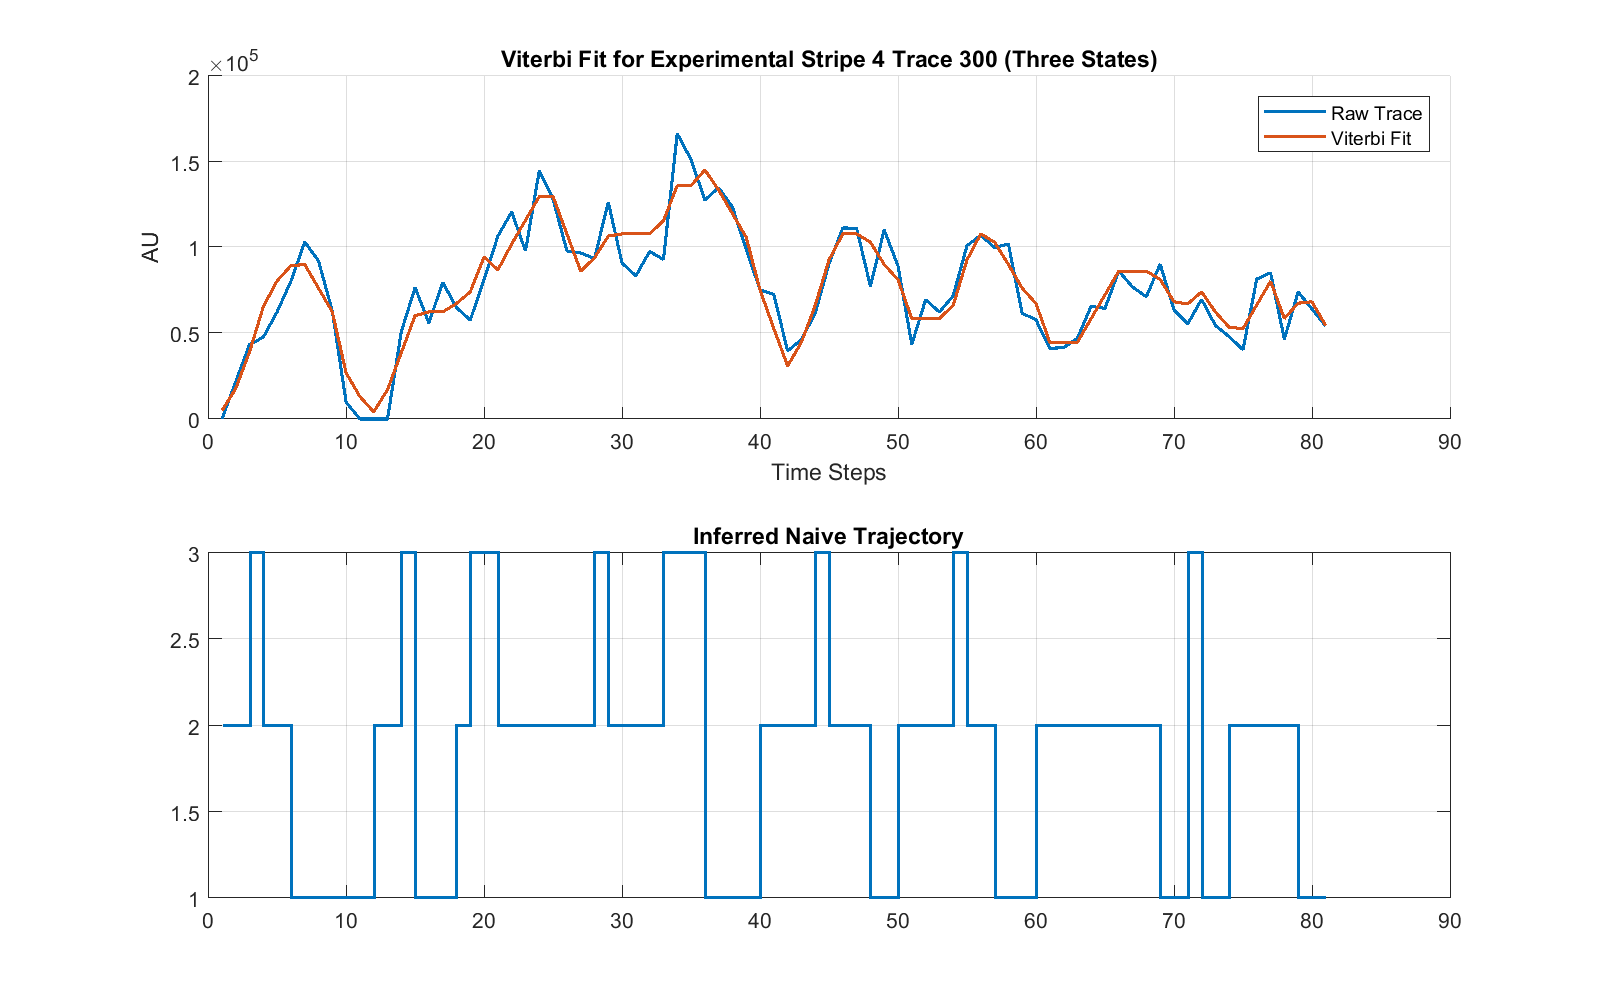 Viterbi Fit for Experimental Stripe 4 Trace 300 (Three States)
×10^5
2
1.5
1
0.5
0
AU
Raw Trace
Viterbi Fit
0 10 20 30 40 50 60 70 80 90
Time Steps
Inferred Naive Trajectory
3
2.5
2
1.5
1
0 10 20 30 40 50 60 70 80 90